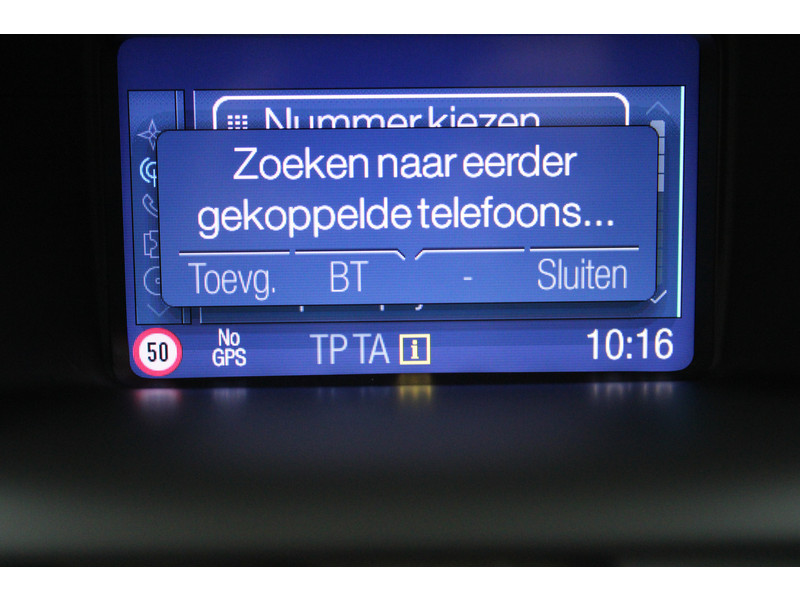 Nummer kiezen
Zoeken naar eerder
gekoppelde telefoons...
Toevg. BT - Sluiten
50 No GPS TP TA i 10:16